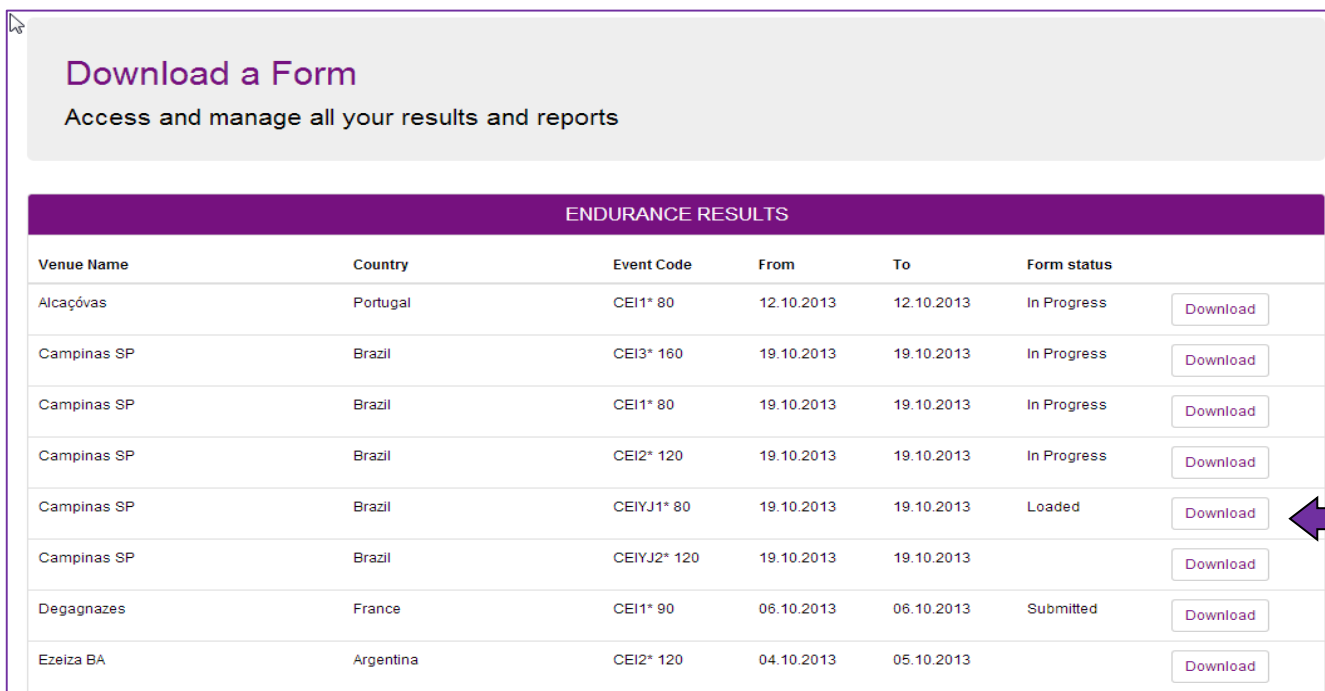 Download a Form
Access and manage all your results and reports
ENDURANCE RESULTS
Venue Name Country Event Code From To Form status
Alcaçóvas Portugal CEI1* 80 12.10.2013 12.10.2013 In Progress Download
Campinas SP Brazil CEI3* 160 19.10.2013 19.10.2013 In Progress Download
Campinas SP Brazil CEI1* 80 19.10.2013 19.10.2013 In Progress Download
Campinas SP Brazil CEI2* 120 19.10.2013 19.10.2013 In Progress Download
Campinas SP Brazil CEIYJ1* 80 19.10.2013 19.10.2013 Loaded Download
Campinas SP Brazil CEIYJ2* 120 19.10.2013 19.10.2013 Download
Degagnazes France CEI1* 90 06.10.2013 06.10.2013 Submitted Download
Ezeiza BA Argentina CEI2* 120 04.10.2013 05.10.2013 Download